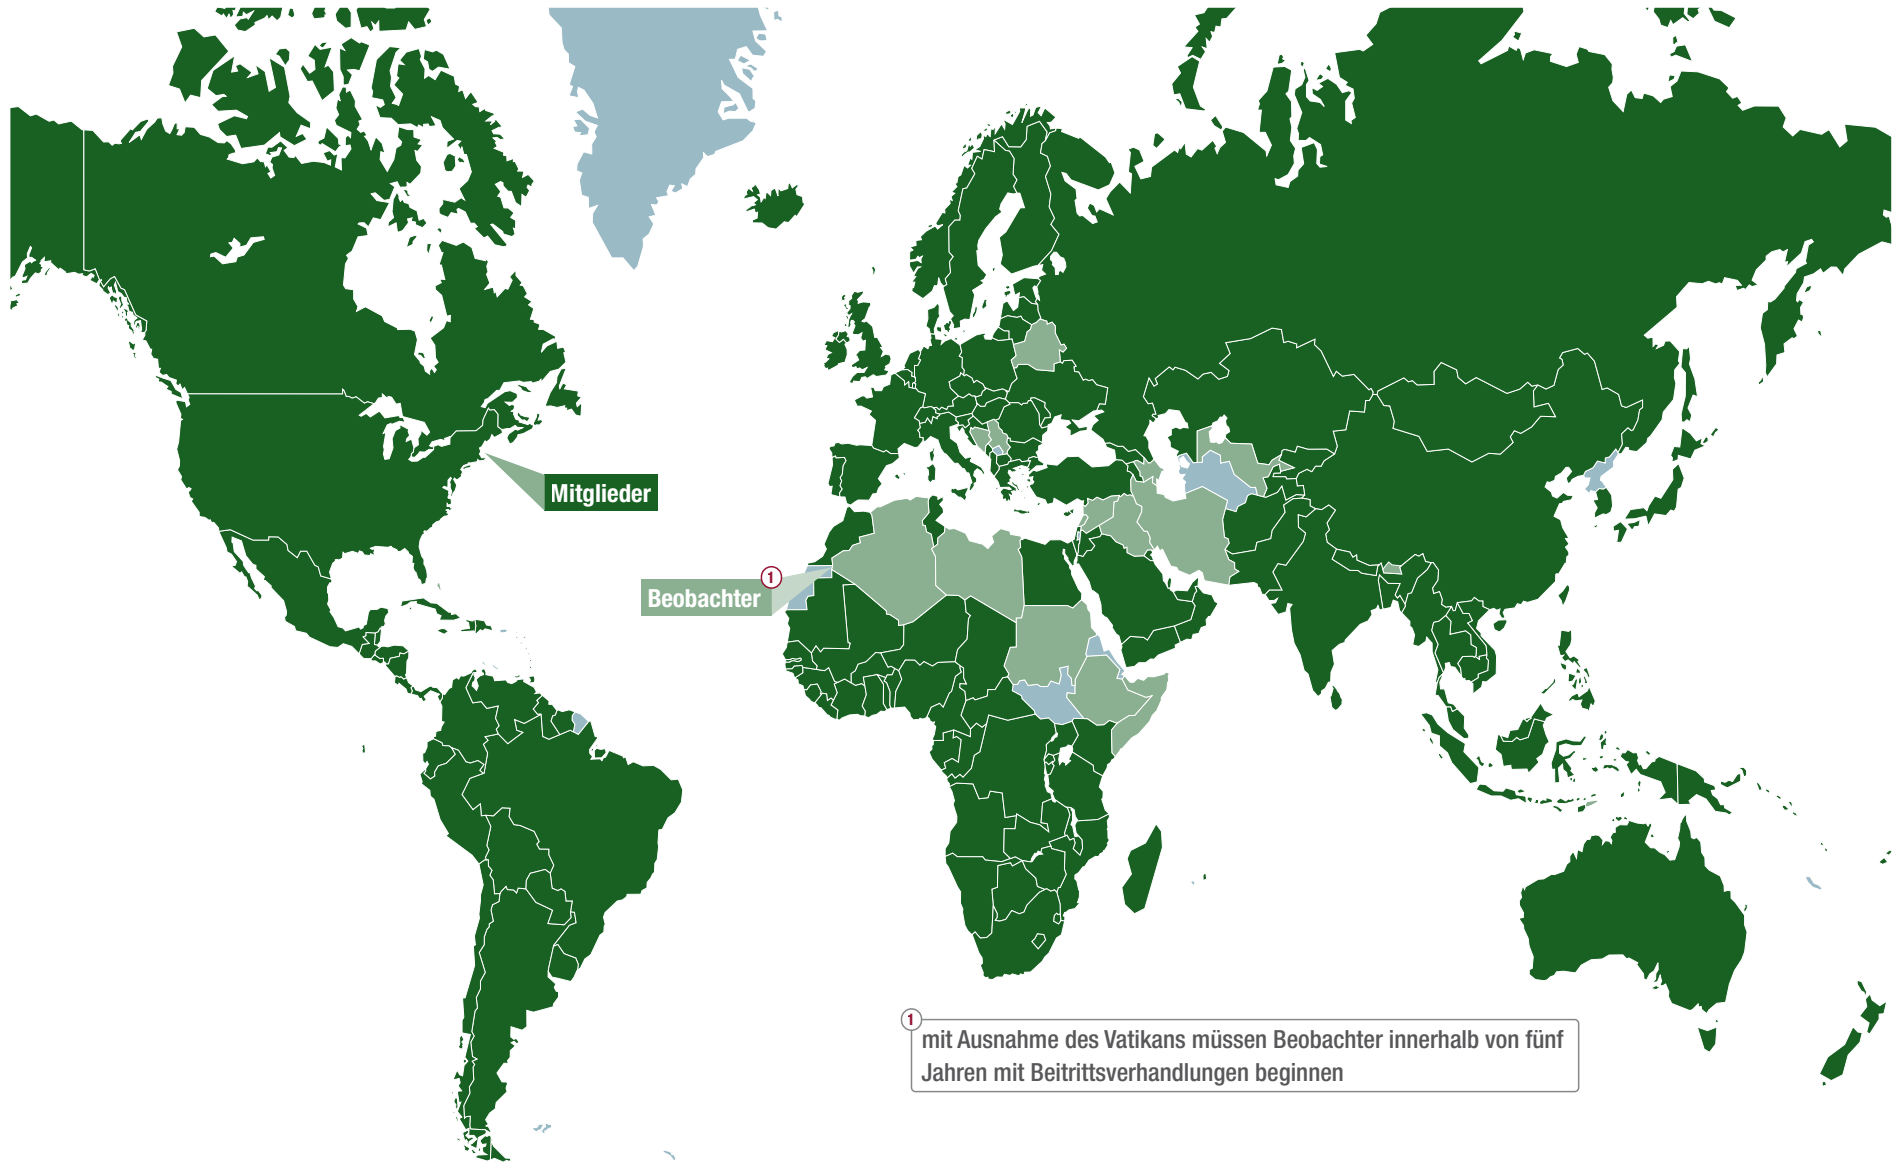 Mitglieder
1
Beobachter
1
mit Ausnahme des Vatikans müssen Beobachter innerhalb von fünf
Jahren mit Beitrittsverhandlungen beginnen